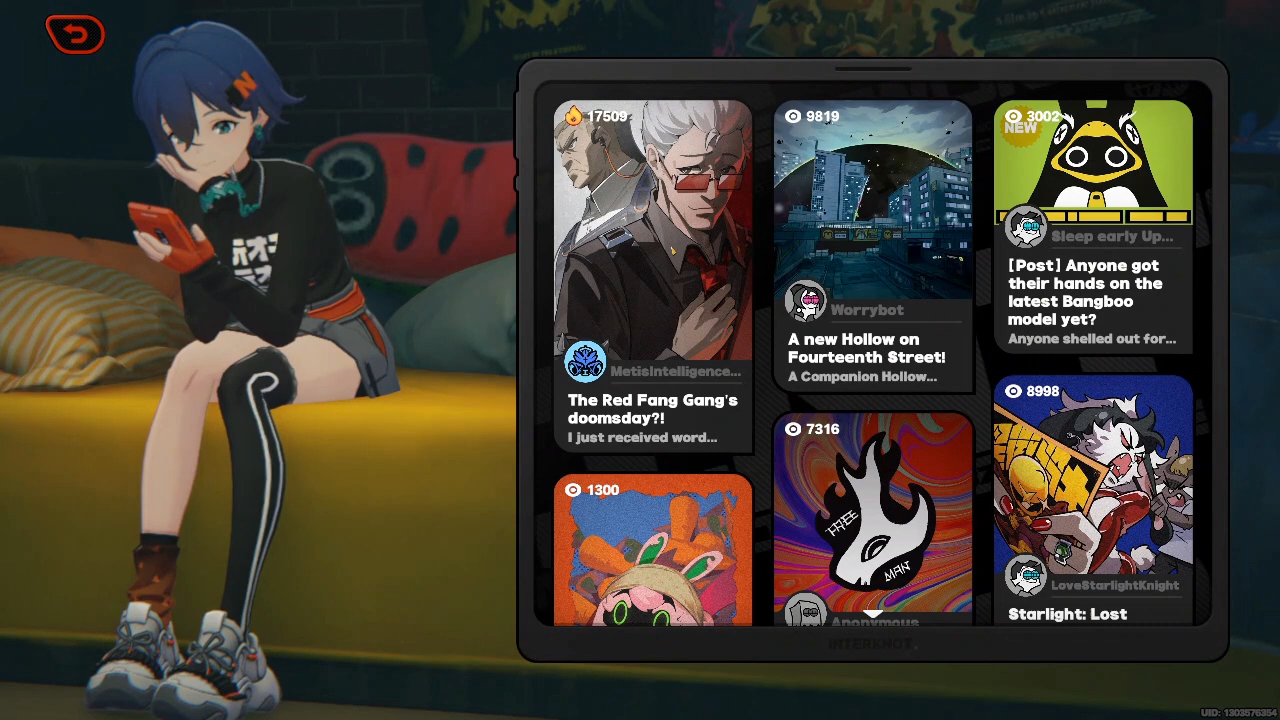 17509
MetisIntelligence...
The Red Fang Gang's
doomsday?!
I just received word...
1300
9819
Worrybot
A new Hollow on
Fourteenth Street!
A Companion Hollow...
7316
FREE
MAN
Anonymous
3002
NEW
Sleep early Up...
[Post] Anyone got
their hands on the
latest Bangboo
model yet?
Anyone shelled out for...
8998
LoveStarlightKnight
Starlight: Lost
INTERKNOT.
N
UID: 1303576354